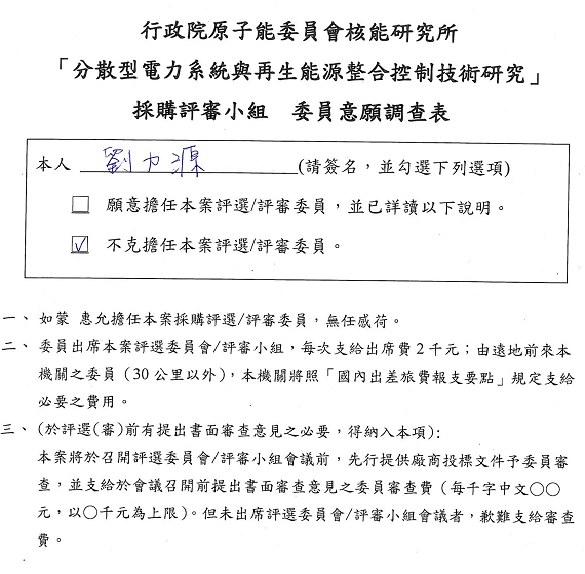 行政院原子能委員會核能研究所
「分散型電力系統與再生能源整合控制技術研究」
採購評審小組　委員意願調查表
本人 劉力源 (請簽名，並勾選下列選項)
□ 願意擔任本案評選/評審委員，並已詳讀以下說明。
☑ 不克擔任本案評選/評審委員。
一、如蒙 惠允擔任本案採購評選/評審委員，無任感荷。
二、委員出席本案評選委員會/評審小組，每次支給出席費 2 千元；由遠地前來本
機關之委員 (30 公里以外)，本機關將照「國內出差旅費報支要點」規定支給
必要之費用。
三、(於評選(審)前有提出書面審查意見之必要，得納入本項):
本案將於召開評選委員會/評審小組會議前，先行提供廠商投標文件予委員審
查，並支給於會議召開前提出書面審查意見之委員審查費 (每千字中文○○
元，以○千元為上限)。但未出席評選委員會/評審小組會議者，歉難支給審查
費。